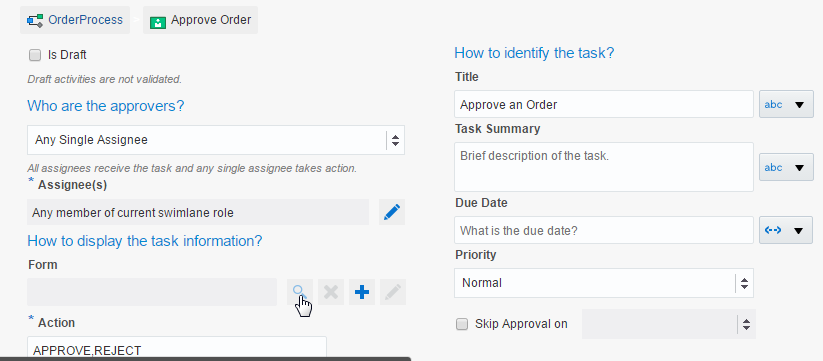 OrderProcess
Approve Order
Is Draft
Draft activities are not validated.
Who are the approvers?
Any Single Assignee
All assignees receive the task and any single assignee takes action.
* Assignee(s)
Any member of current swimlane role
How to display the task information?
Form
* Action
APPROVE,REJECT
How to identify the task?
Title
Approve an Order
abc
Task Summary
Brief description of the task.
abc
Due Date
What is the due date?
Priority
Normal
Skip Approval on